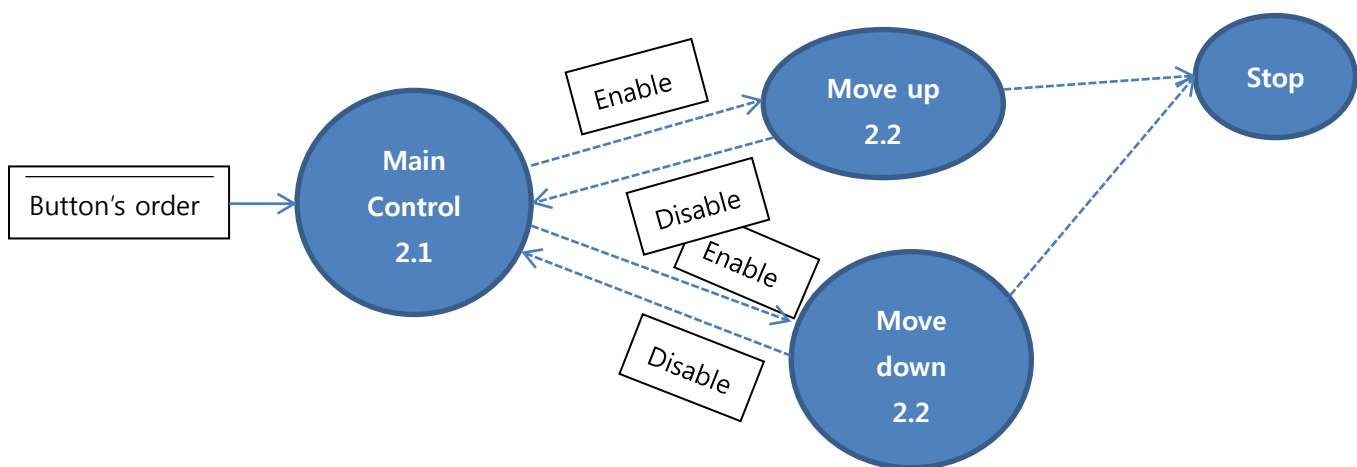 Enable
Move up
2.2
Stop
Main
Control
2.1
Button’s order
Disable
Enable
Move
down
2.2
Disable